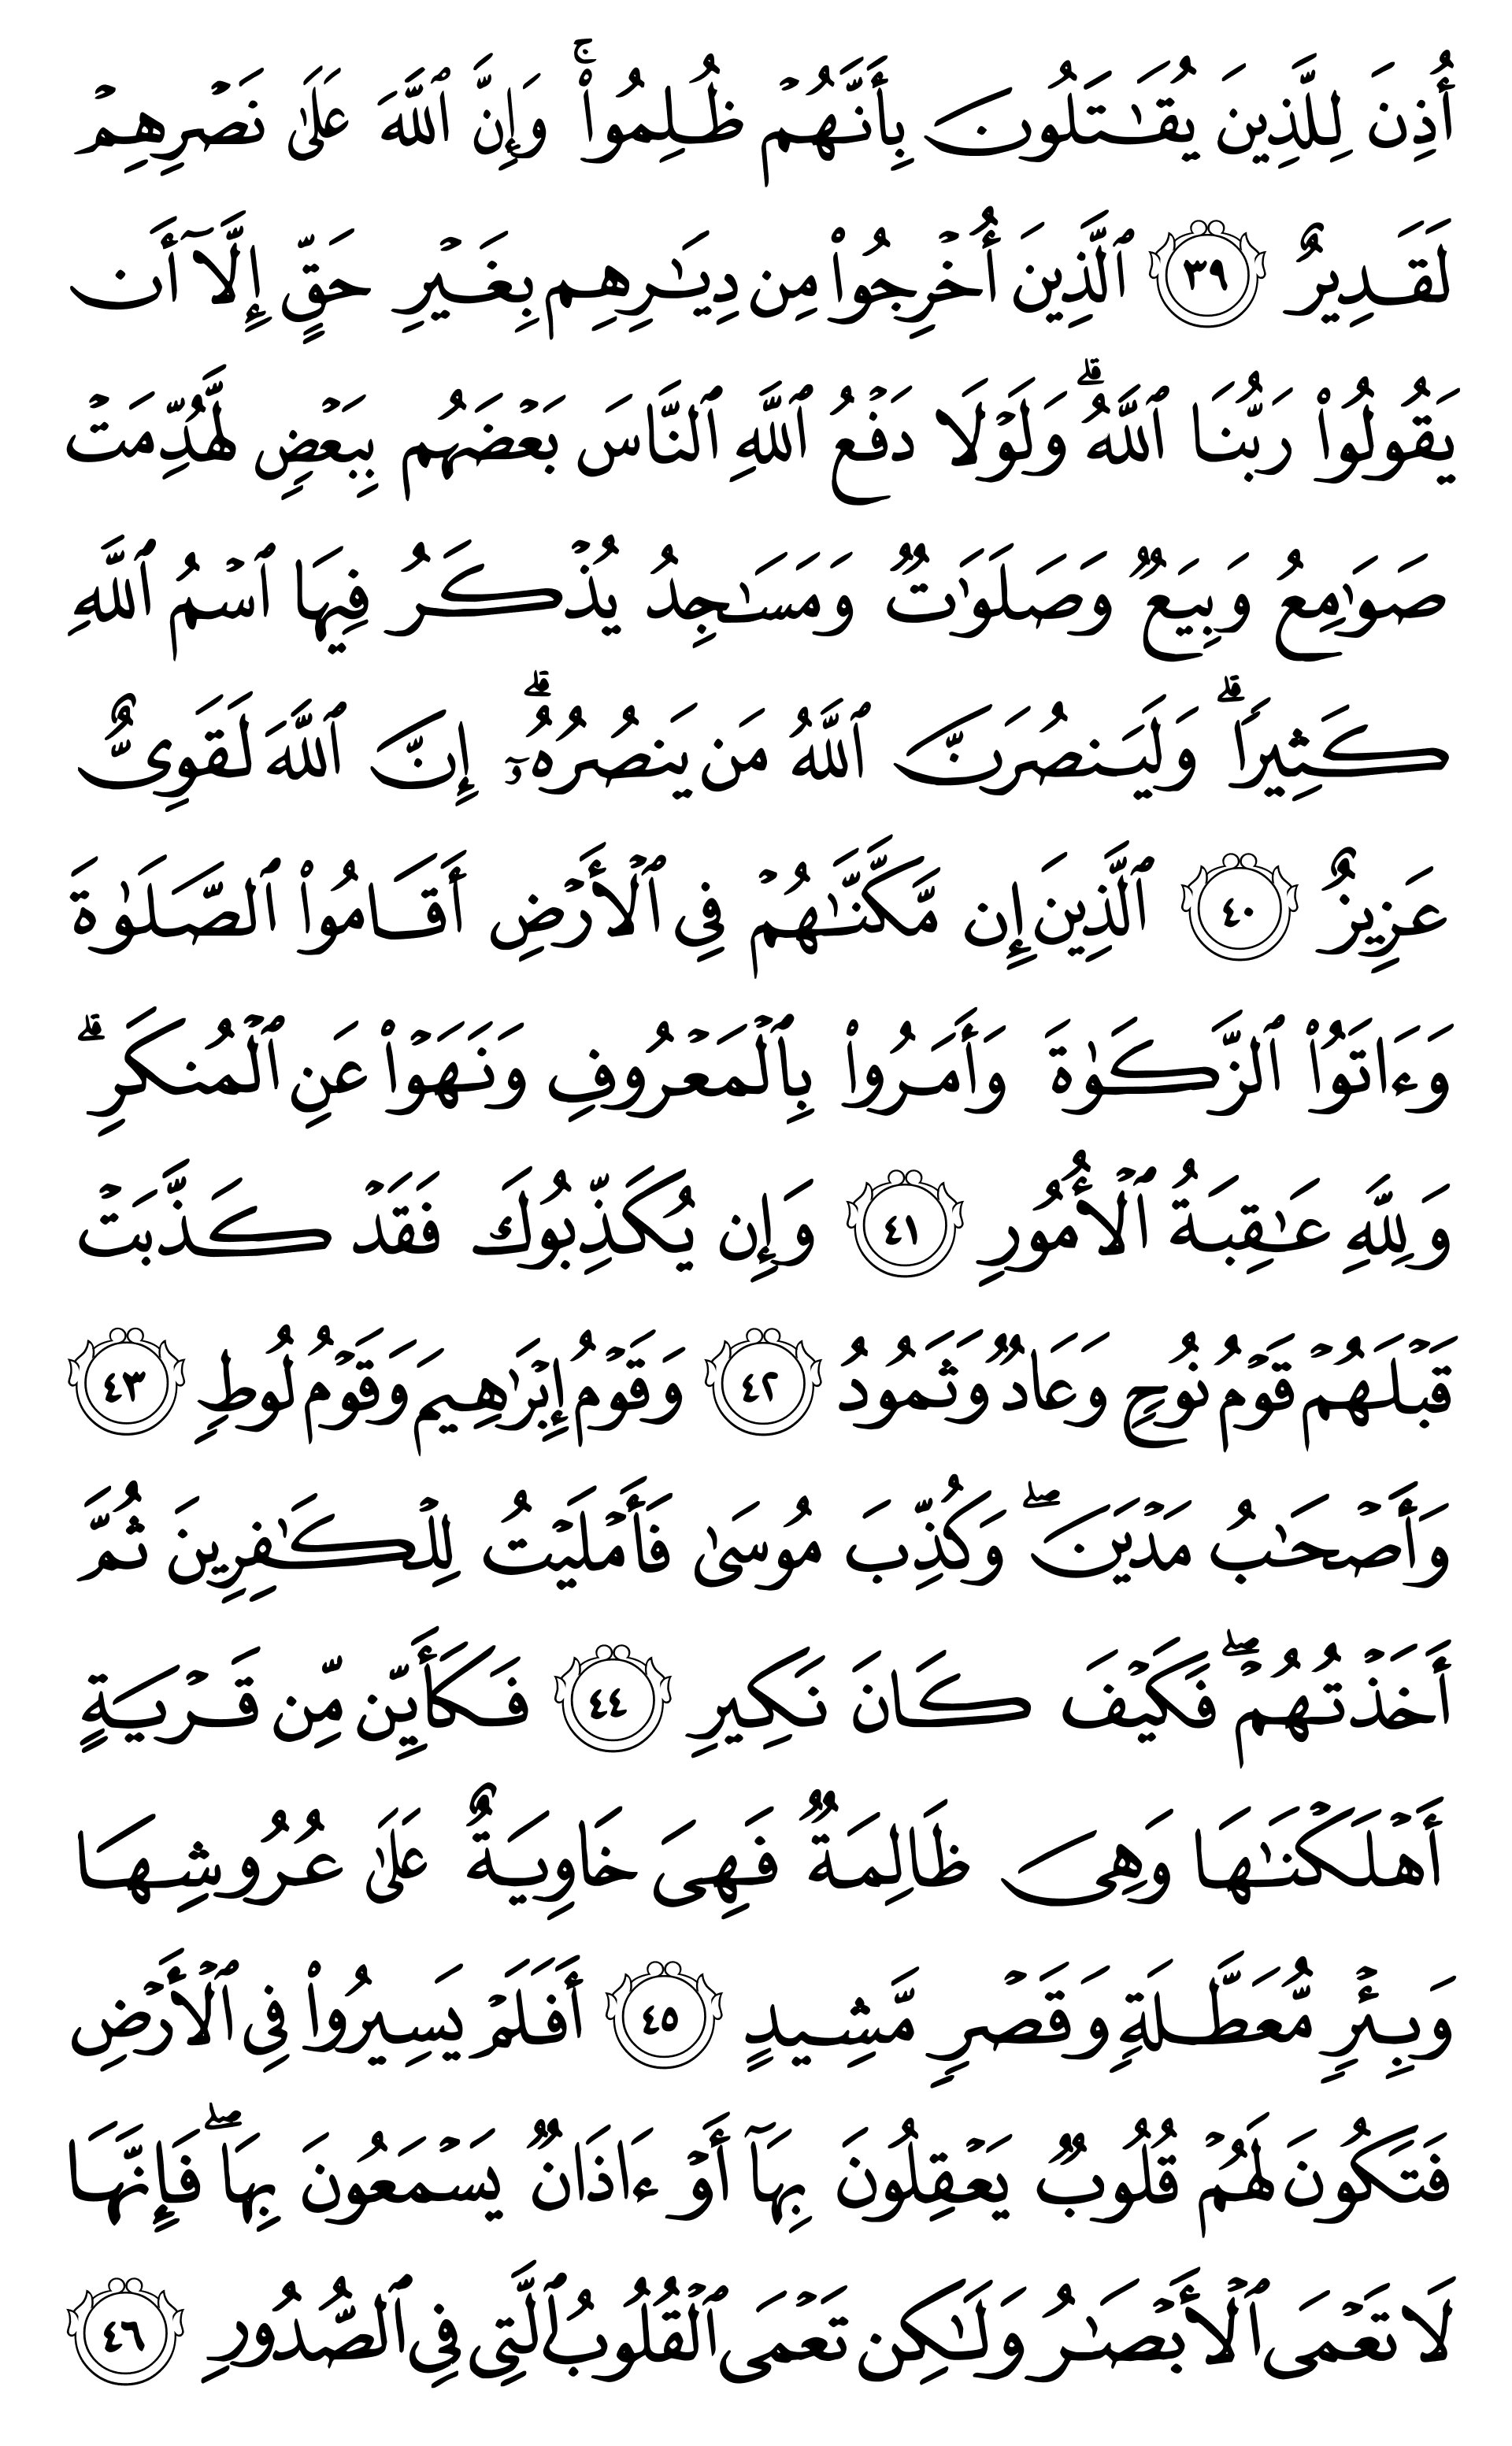 أُذِنَ لِلَّذِينَ يُقَٰتَلُونَ بِأَنَّهُمْ ظُلِمُوا۟ ۚ وَإِنَّ ٱللَّهَ عَلَىٰ نَصْرِهِمْ
لَقَدِيرٌ ٣٩ ٱلَّذِينَ أُخْرِجُوا۟ مِن دِيَٰرِهِم بِغَيْرِ حَقٍّ إِلَّآ أَن
يَقُولُوا۟ رَبُّنَا ٱللَّهُ ۗ وَلَوْلَا دَفْعُ ٱللَّهِ ٱلنَّاسَ بَعْضَهُم بِبَعْضٍ لَّهُدِّمَتْ
صَوَٰمِعُ وَبِيَعٌ وَصَلَوَٰتٌ وَمَسَٰجِدُ يُذْكَرُ فِيهَا ٱسْمُ ٱللَّهِ
كَثِيرًا ۗ وَلَيَنصُرَنَّ ٱللَّهُ مَن يَنصُرُهُۥٓ ۗ إِنَّ ٱللَّهَ لَقَوِىٌّ
عَزِيزٌ ٤٠ ٱلَّذِينَ إِن مَّكَّنَّٰهُمْ فِى ٱلْأَرْضِ أَقَامُوا۟ ٱلصَّلَوٰةَ
وَءَاتَوُا۟ ٱلزَّكَوٰةَ وَأَمَرُوا۟ بِٱلْمَعْرُوفِ وَنَهَوْا۟ عَنِ ٱلْمُنكَرِ ۗ
وَلِلَّهِ عَٰقِبَةُ ٱلْأُمُورِ ٤١ وَإِن يُكَذِّبُوكَ فَقَدْ كَذَّبَتْ
قَبْلَهُمْ قَوْمُ نُوحٍ وَعَادٌ وَثَمُودُ ٤٢ وَقَوْمُ إِبْرَٰهِيمَ وَقَوْمُ لُوطٍ ٤٣
وَأَصْحَٰبُ مَدْيَنَ ۖ وَكُذِّبَ مُوسَىٰ فَأَمْلَيْتُ لِلْكَٰفِرِينَ ثُمَّ
أَخَذْتُهُمْ ۖ فَكَيْفَ كَانَ نَكِيرِ ٤٤ فَكَأَيِّن مِّن قَرْيَةٍ
أَهْلَكْنَٰهَا وَهِىَ ظَالِمَةٌ فَهِىَ خَاوِيَةٌ عَلَىٰ عُرُوشِهَا
وَبِئْرٍ مُّعَطَّلَةٍ وَقَصْرٍ مَّشِيدٍ ٤٥ أَفَلَمْ يَسِيرُوا۟ فِى ٱلْأَرْضِ
فَتَكُونَ لَهُمْ قُلُوبٌ يَعْقِلُونَ بِهَآ أَوْ ءَاذَانٌ يَسْمَعُونَ بِهَا ۖ فَإِنَّهَا
لَا تَعْمَى ٱلْأَبْصَٰرُ وَلَٰكِن تَعْمَى ٱلْقُلُوبُ ٱلَّتِى فِى ٱلصُّدُورِ ٤٦